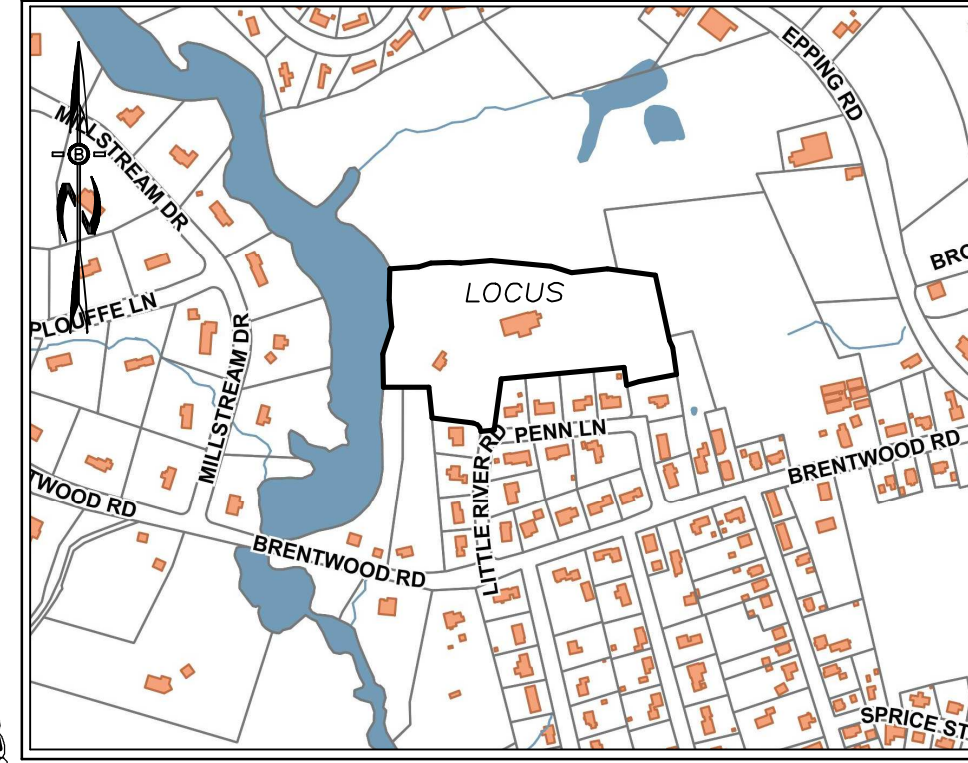 EPPING RD
MILLSTREAM DR
B
BRO
LOCUS
PLOUFFE LN
MILLSTREAM DR
PENN LN
LITTLE RIVER RD
BRENTWOOD RD
TWOOD RD
BRENTWOOD RD
SPRICE ST